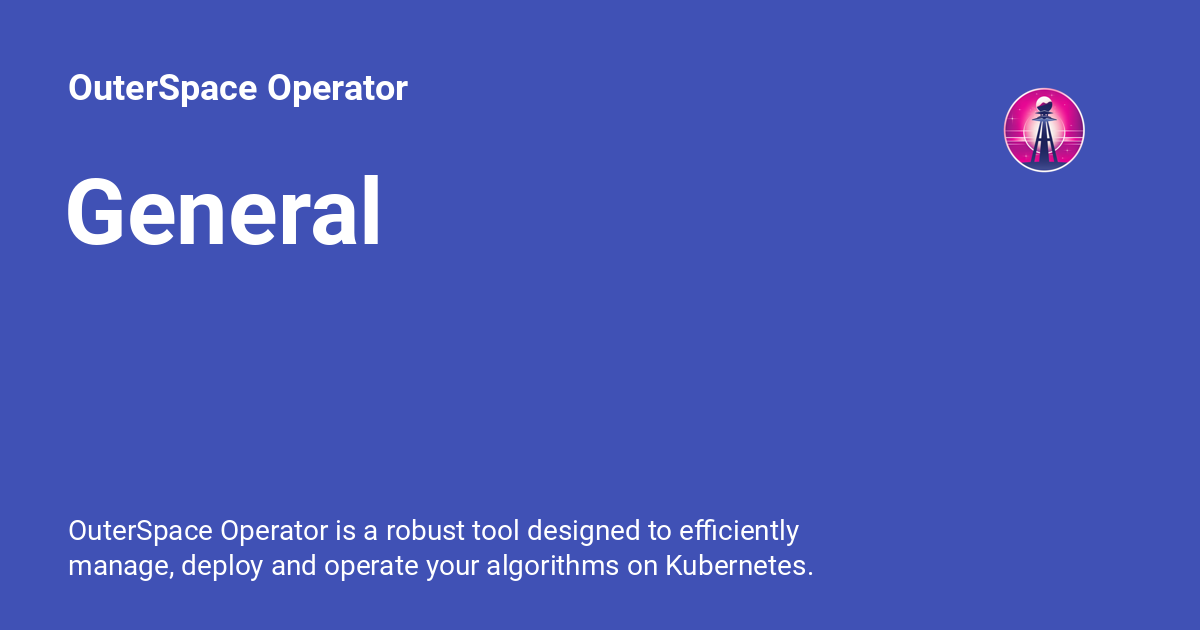 OuterSpace Operator
General
OuterSpace Operator is a robust tool designed to efficiently
manage, deploy and operate your algorithms on Kubernetes.